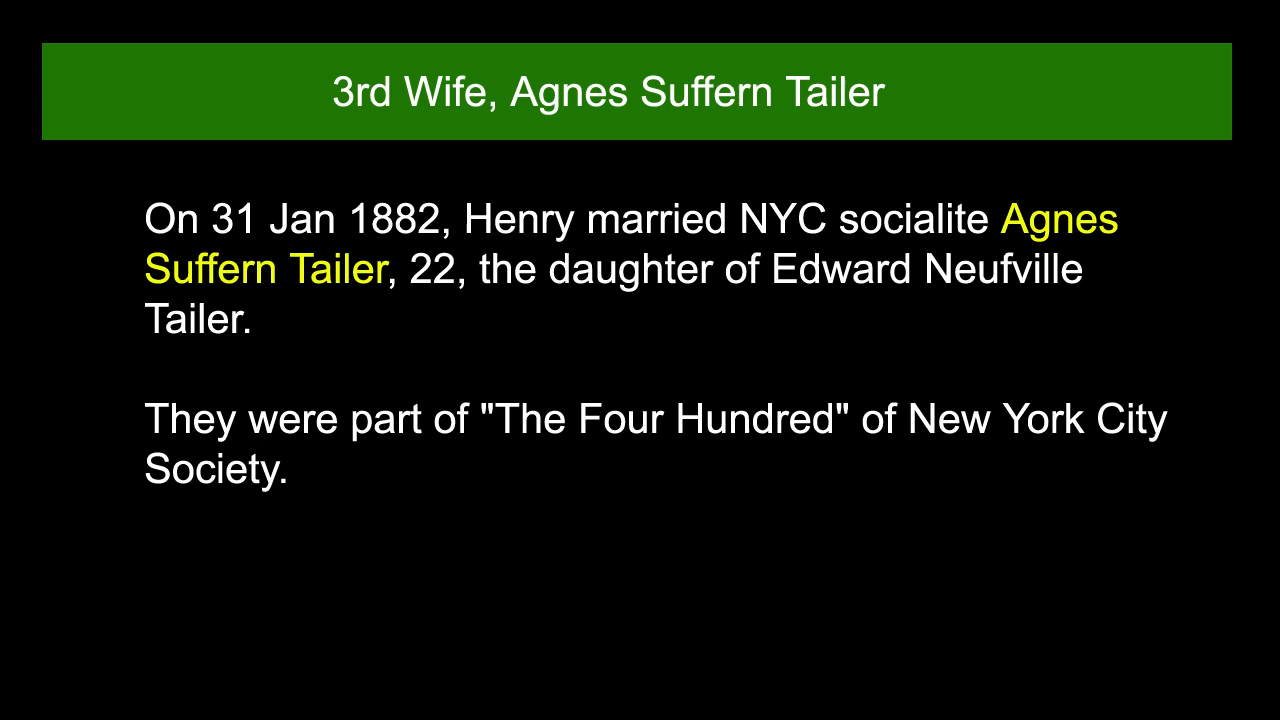 3rd Wife, Agnes Suffern Tailer
On 31 Jan 1882, Henry married NYC socialite Agnes
Suffern Tailer, 22, the daughter of Edward Neufville
Tailer.
They were part of "The Four Hundred" of New York City
Society.